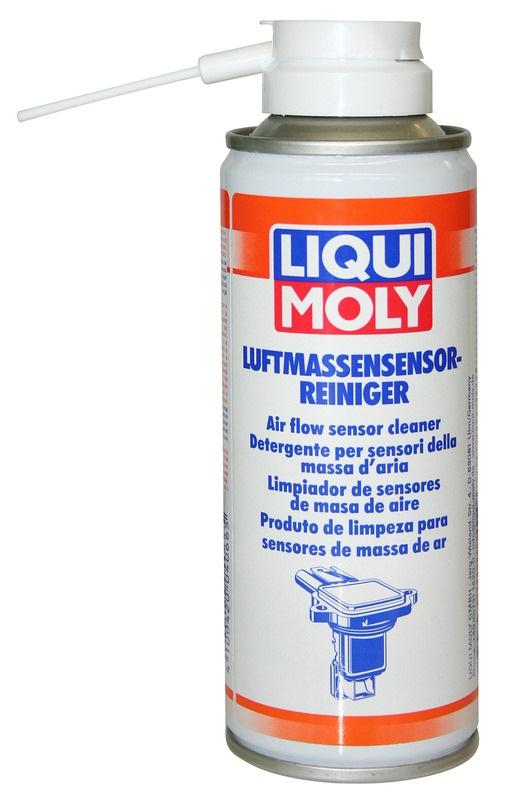 LIQUI
MOLY
LUFTMASSENSENSOR-
REINIGER
Air flow sensor cleaner
Detergente per sensori della
massa d'aria
Limpiador de sensores
de masa de aire
Produto de limpeza para
sensores de massa de ar